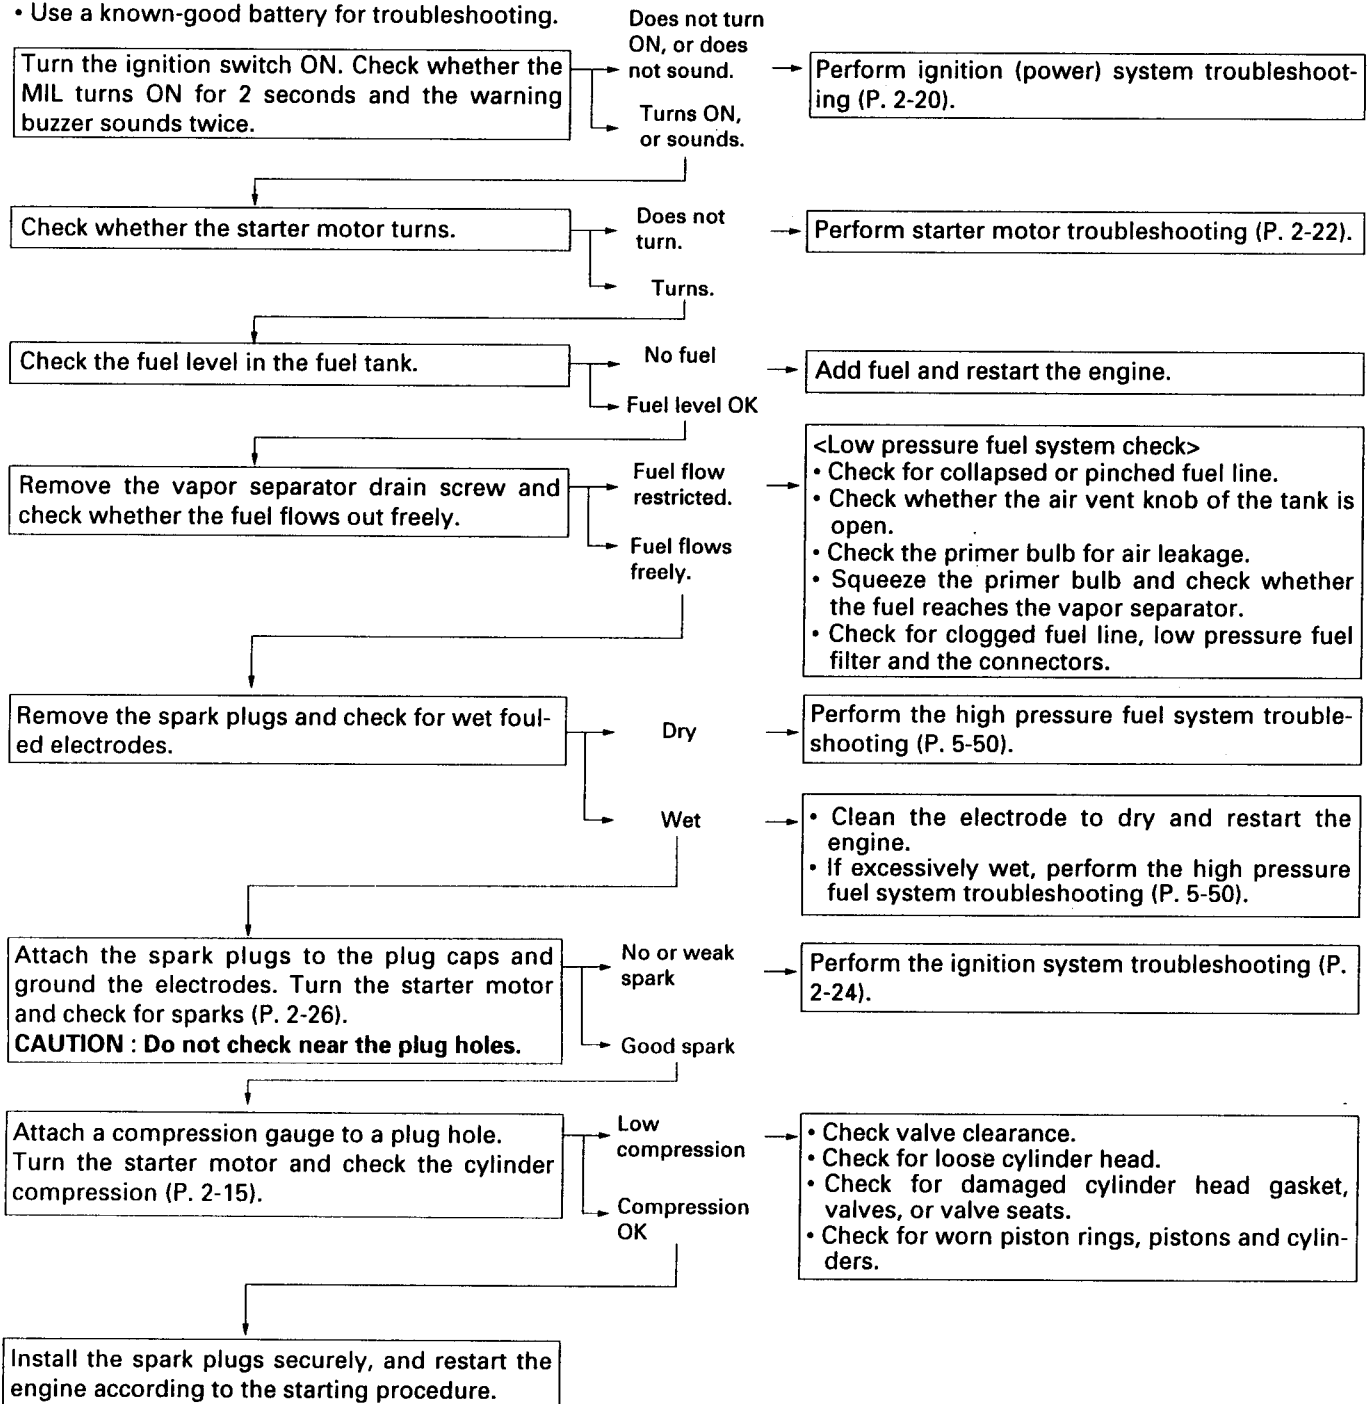 • Use a known-good battery for troubleshooting.
Turn the ignition switch ON. Check whether the
MIL turns ON for 2 seconds and the warning
buzzer sounds twice.
Does not turn
ON, or does
not sound.
Perform ignition (power) system troubleshoot-
ing (P. 2-20).
Turns ON,
or sounds.
Check whether the starter motor turns.
Does not
turn.
Perform starter motor troubleshooting (P. 2-22).
Turns.
Check the fuel level in the fuel tank.
No fuel
Add fuel and restart the engine.
Fuel level OK
Remove the vapor separator drain screw and
check whether the fuel flows out freely.
Fuel flow
restricted.
<Low pressure fuel system check>
• Check for collapsed or pinched fuel line.
• Check whether the air vent knob of the tank is
open.
• Check the primer bulb for air leakage.
• Squeeze the primer bulb and check whether
the fuel reaches the vapor separator.
• Check for clogged fuel line, low pressure fuel
filter and the connectors.
Fuel flows
freely.
Remove the spark plugs and check for wet foul-
ed electrodes.
Dry
Perform the high pressure fuel system trouble-
shooting (P. 5-50).
Wet
• Clean the electrode to dry and restart the
engine.
• If excessively wet, perform the high pressure
fuel system troubleshooting (P. 5-50).
Attach the spark plugs to the plug caps and
ground the electrodes. Turn the starter motor
and check for sparks (P. 2-26).
CAUTION : Do not check near the plug holes.
No or weak
spark
Perform the ignition system troubleshooting (P.
2-24).
Good spark
Attach a compression gauge to a plug hole.
Turn the starter motor and check the cylinder
compression (P. 2-15).
Low
compression
• Check valve clearance.
• Check for loose cylinder head.
• Check for damaged cylinder head gasket,
valves, or valve seats.
• Check for worn piston rings, pistons and cylin-
ders.
Compression
OK
Install the spark plugs securely, and restart the
engine according to the starting procedure.